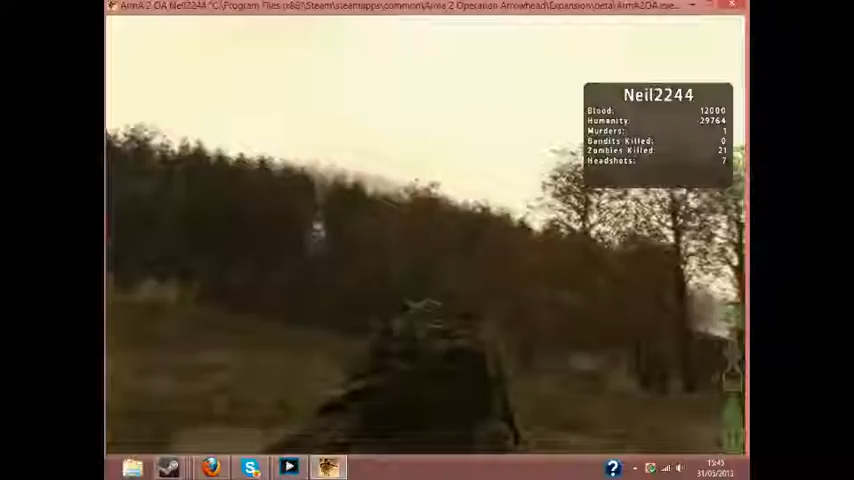 ArmA 2 OA Neil2244 "C:\Program Files (x86)\Steam\steamapps\common\Arma 2 Operation Arrowhead\Expansion\beta\ArmA2OA.exe...
Neil2244
Blood: 12000
Humanity: 29764
Murders: 1
Bandits Killed: 0
Zombies Killed: 21
Headshots: 7
15:45
31/05/2013